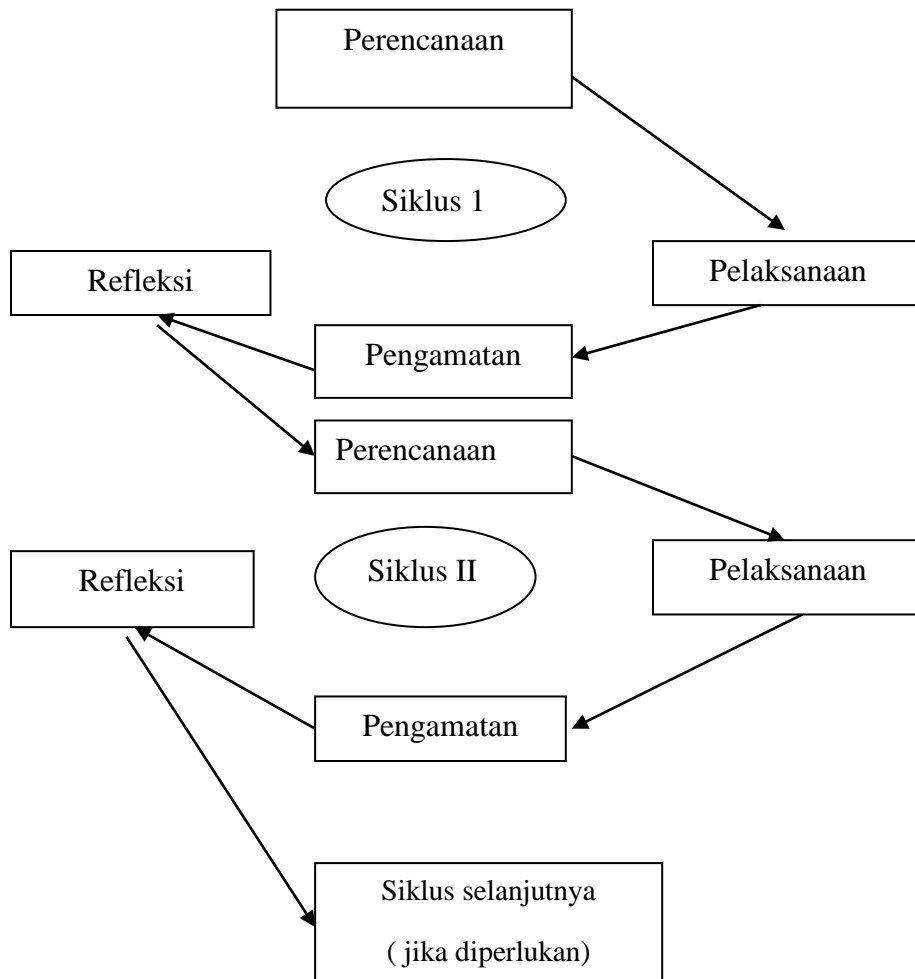 Perencanaan
Siklus 1
Refleksi
Pelaksanaan
Pengamatan
Perencanaan
Refleksi
Siklus II
Pelaksanaan
Pengamatan
Siklus selanjutnya
( jika diperlukan)